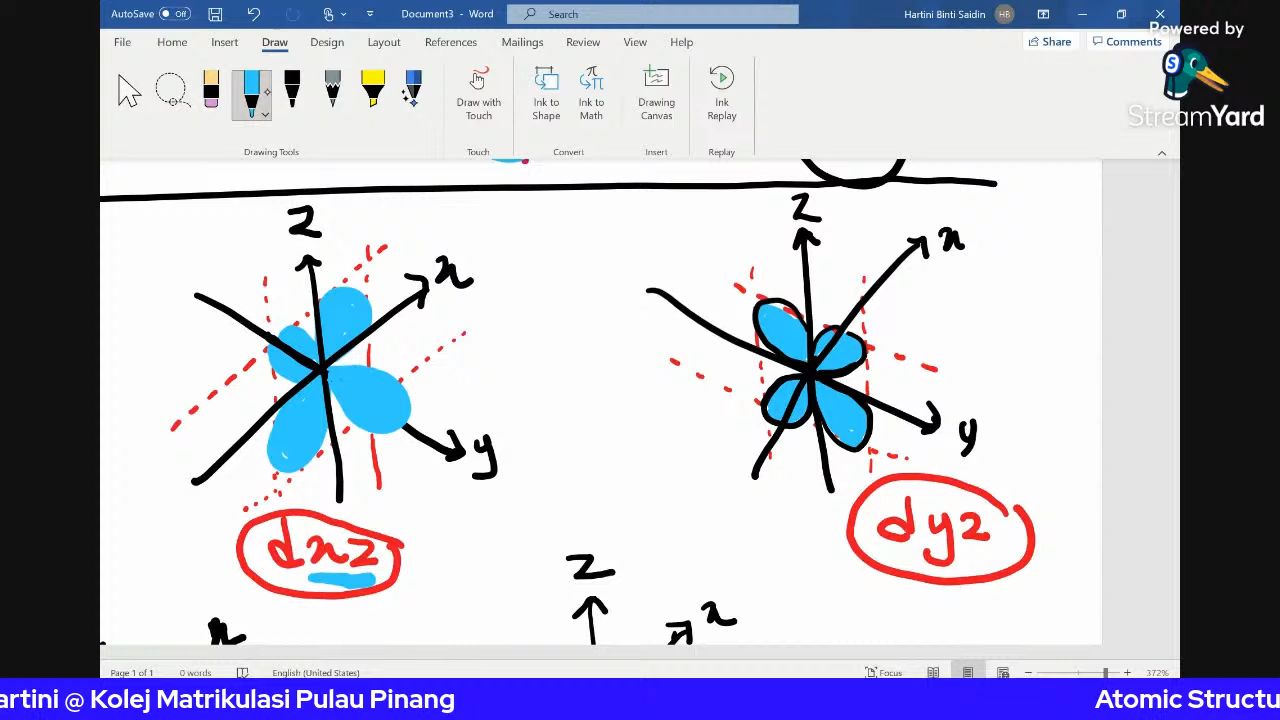 AutoSave Off Document3 - Word Search Hartini Binti Saidin HB
Powered by
StreamYard
File Home Insert Draw Design Layout References Mailings Review View Help Share Comments
Draw with Touch
Ink to Shape
Ink to Math
Drawing Canvas
Ink Replay
Drawing Tools Touch Convert Insert Replay
z
x
y
dxz
z
x
y
dyz
x
z
x
Page 1 of 1 0 words English (United States) Focus 372%
artini @ Kolej Matrikulasi Pulau Pinang Atomic Structu